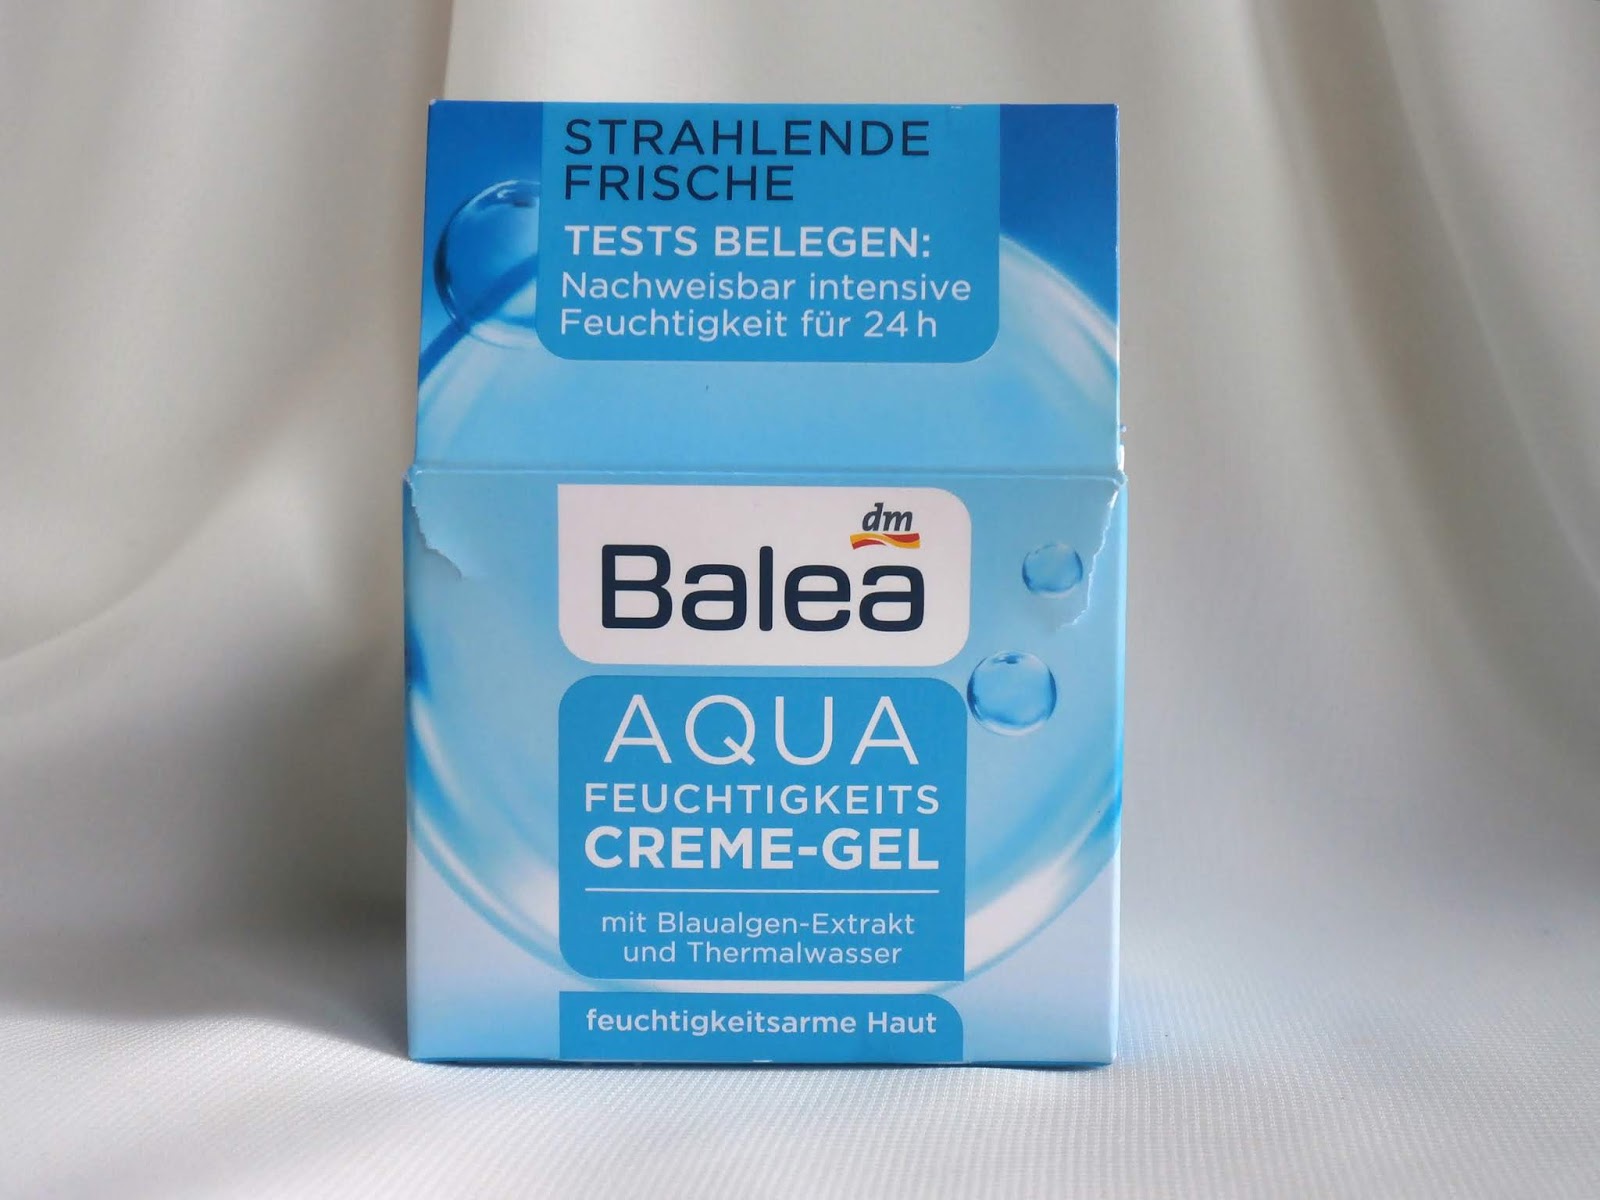 STRAHLENDE
FRISCHE
TESTS BELEGEN:
Nachweisbar intensive
Feuchtigkeit für 24 h
dm
Balea
AQUA
FEUCHTIGKEITS
CREME-GEL
mit Blaualgen-Extrakt
und Thermalwasser
feuchtigkeitsarme Haut